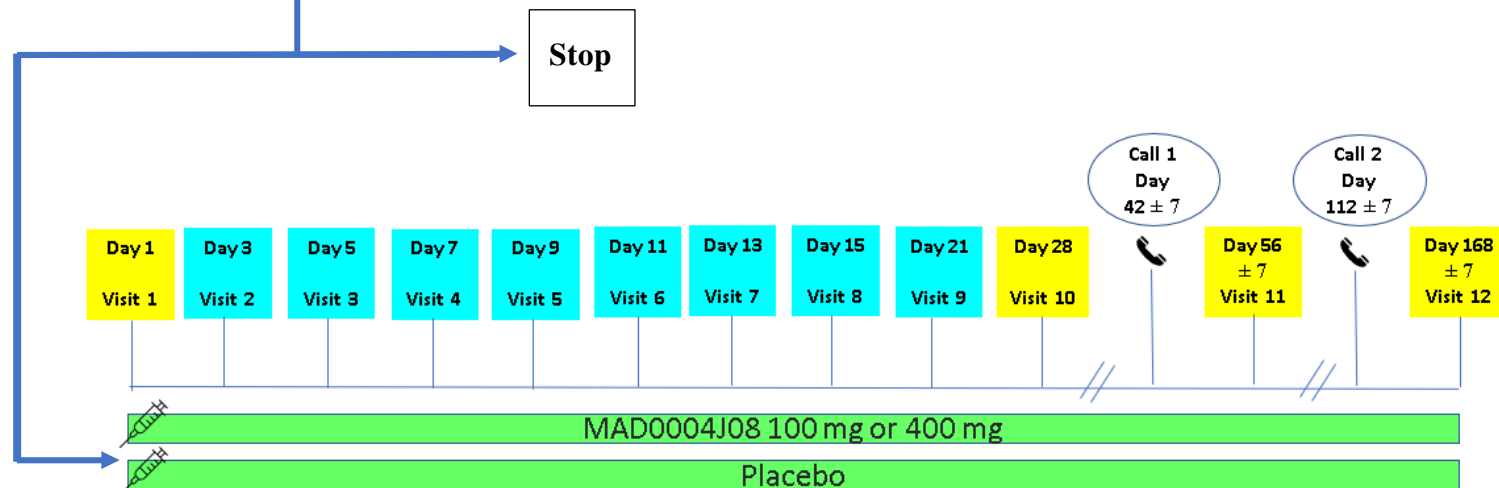 Stop
Call 1
Day
42 ± 7
Call 2
Day
112 ± 7
Day 1
Visit 1
Day 3
Visit 2
Day 5
Visit 3
Day 7
Visit 4
Day 9
Visit 5
Day 11
Visit 6
Day 13
Visit 7
Day 15
Visit 8
Day 21
Visit 9
Day 28
Visit 10
Day 56
± 7
Visit 11
Day 168
± 7
Visit 12
MAD0004J08 100 mg or 400 mg
Placebo